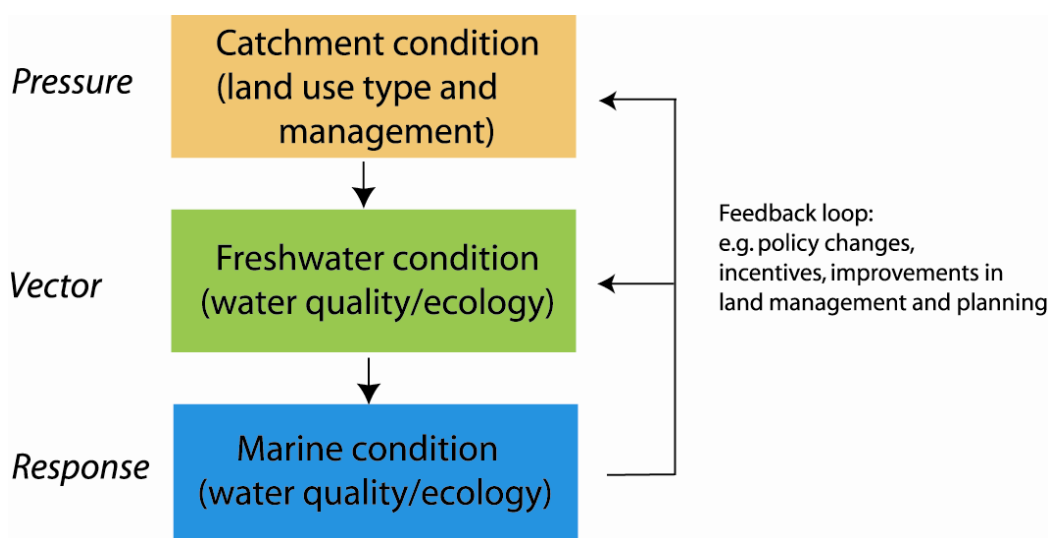 Pressure
Catchment condition
(land use type and
management)
Vector
Freshwater condition
(water quality/ecology)
Response
Marine condition
(water quality/ecology)
Feedback loop:
e.g. policy changes,
incentives, improvements in
land management and planning